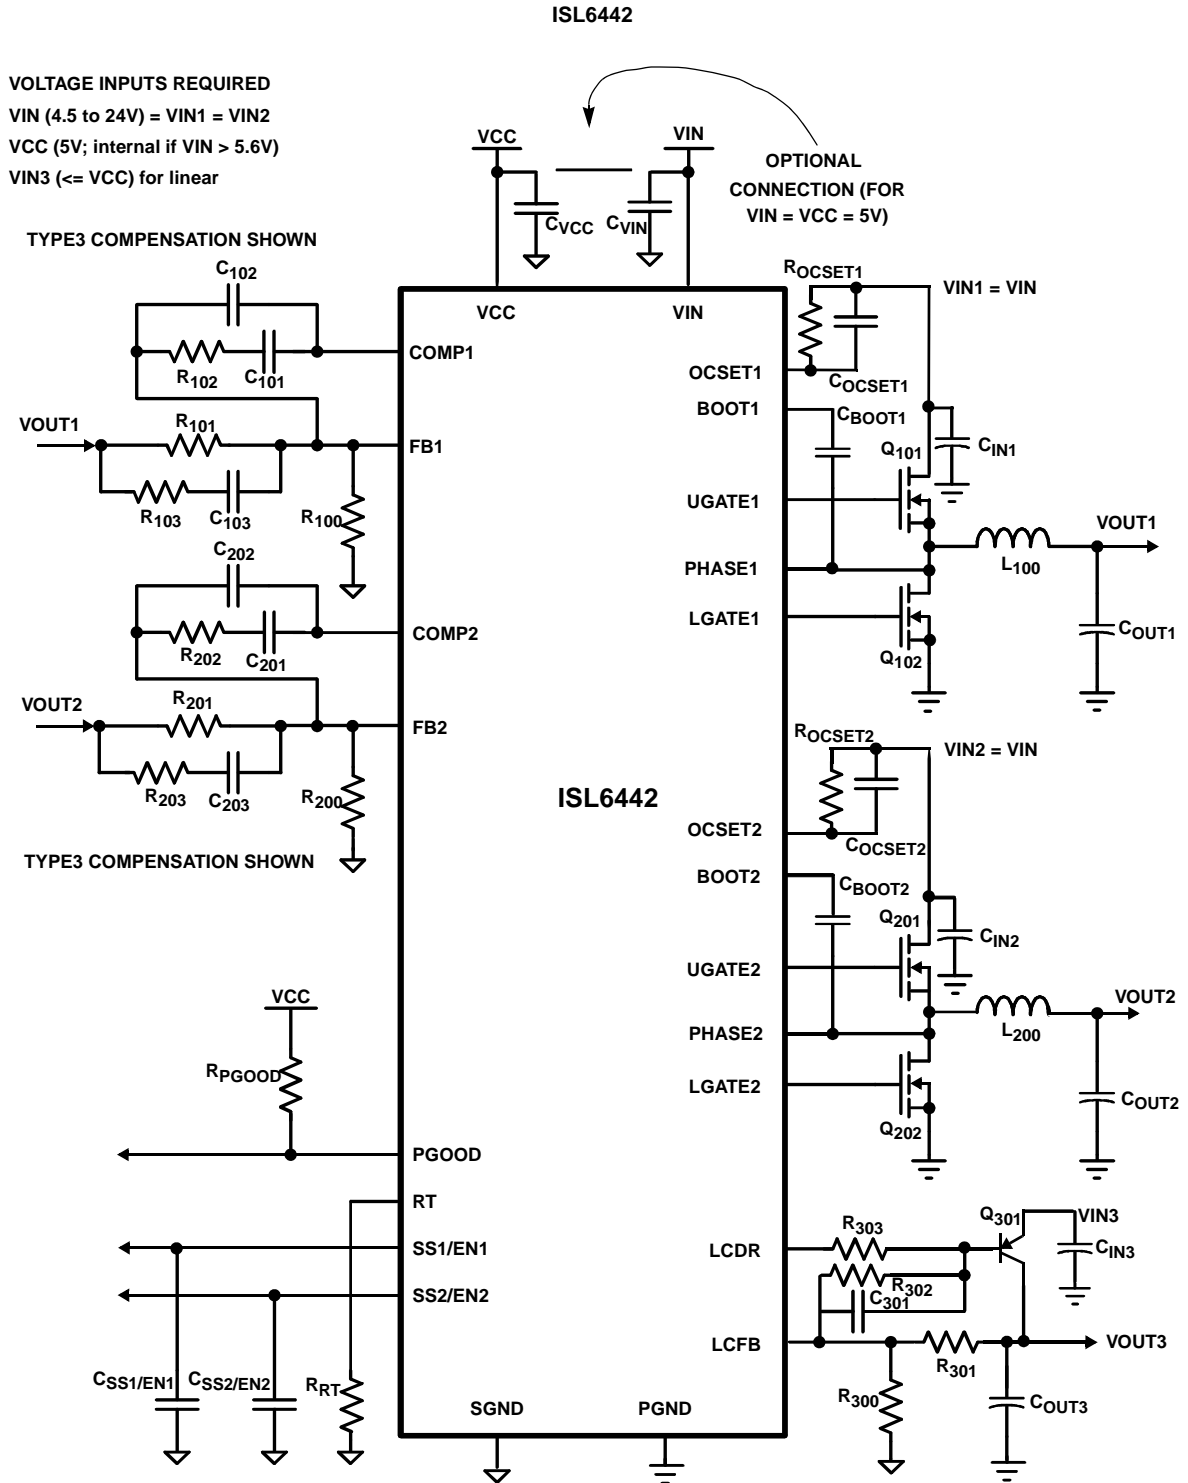 ISL6442
VOLTAGE INPUTS REQUIRED
VIN (4.5 to 24V) = VIN1 = VIN2
VCC (5V; internal if VIN > 5.6V)
VIN3 (<= VCC) for linear
OPTIONAL
CONNECTION (FOR
VIN = VCC = 5V)
VCC
VIN
CVCC
CVIN
TYPE3 COMPENSATION SHOWN
C102
R102
C101
VOUT1
R101
R103
C103
R100
C202
R202
C201
VOUT2
R201
R203
C203
R200
TYPE3 COMPENSATION SHOWN
VCC
RPGOOD
CSS1/EN1
CSS2/EN2
RRT
VCC
VIN
COMP1
FB1
COMP2
FB2
ISL6442
PGOOD
RT
SS1/EN1
SS2/EN2
SGND
PGND
OCSET1
BOOT1
UGATE1
PHASE1
LGATE1
OCSET2
BOOT2
UGATE2
PHASE2
LGATE2
LCDR
LCFB
ROCSET1
VIN1 = VIN
COCSET1
CBOOT1
Q101
CIN1
VOUT1
L100
COUT1
Q102
ROCSET2
VIN2 = VIN
COCSET2
CBOOT2
Q201
CIN2
VOUT2
L200
COUT2
Q202
Q301
VIN3
R303
CIN3
R302
C301
VOUT3
R301
R300
COUT3